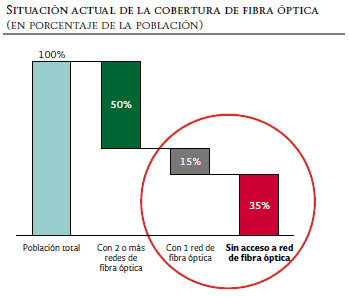 SITUACIÓN ACTUAL DE LA COBERTURA DE FIBRA ÓPTICA
(EN PORCENTAJE DE LA POBLACIÓN)
100%
50%
15%
35%
Población total
Con 2 o más
redes de
fibra óptica
Con 1 red de
fibra óptica
Sin acceso a red
de fibra óptica